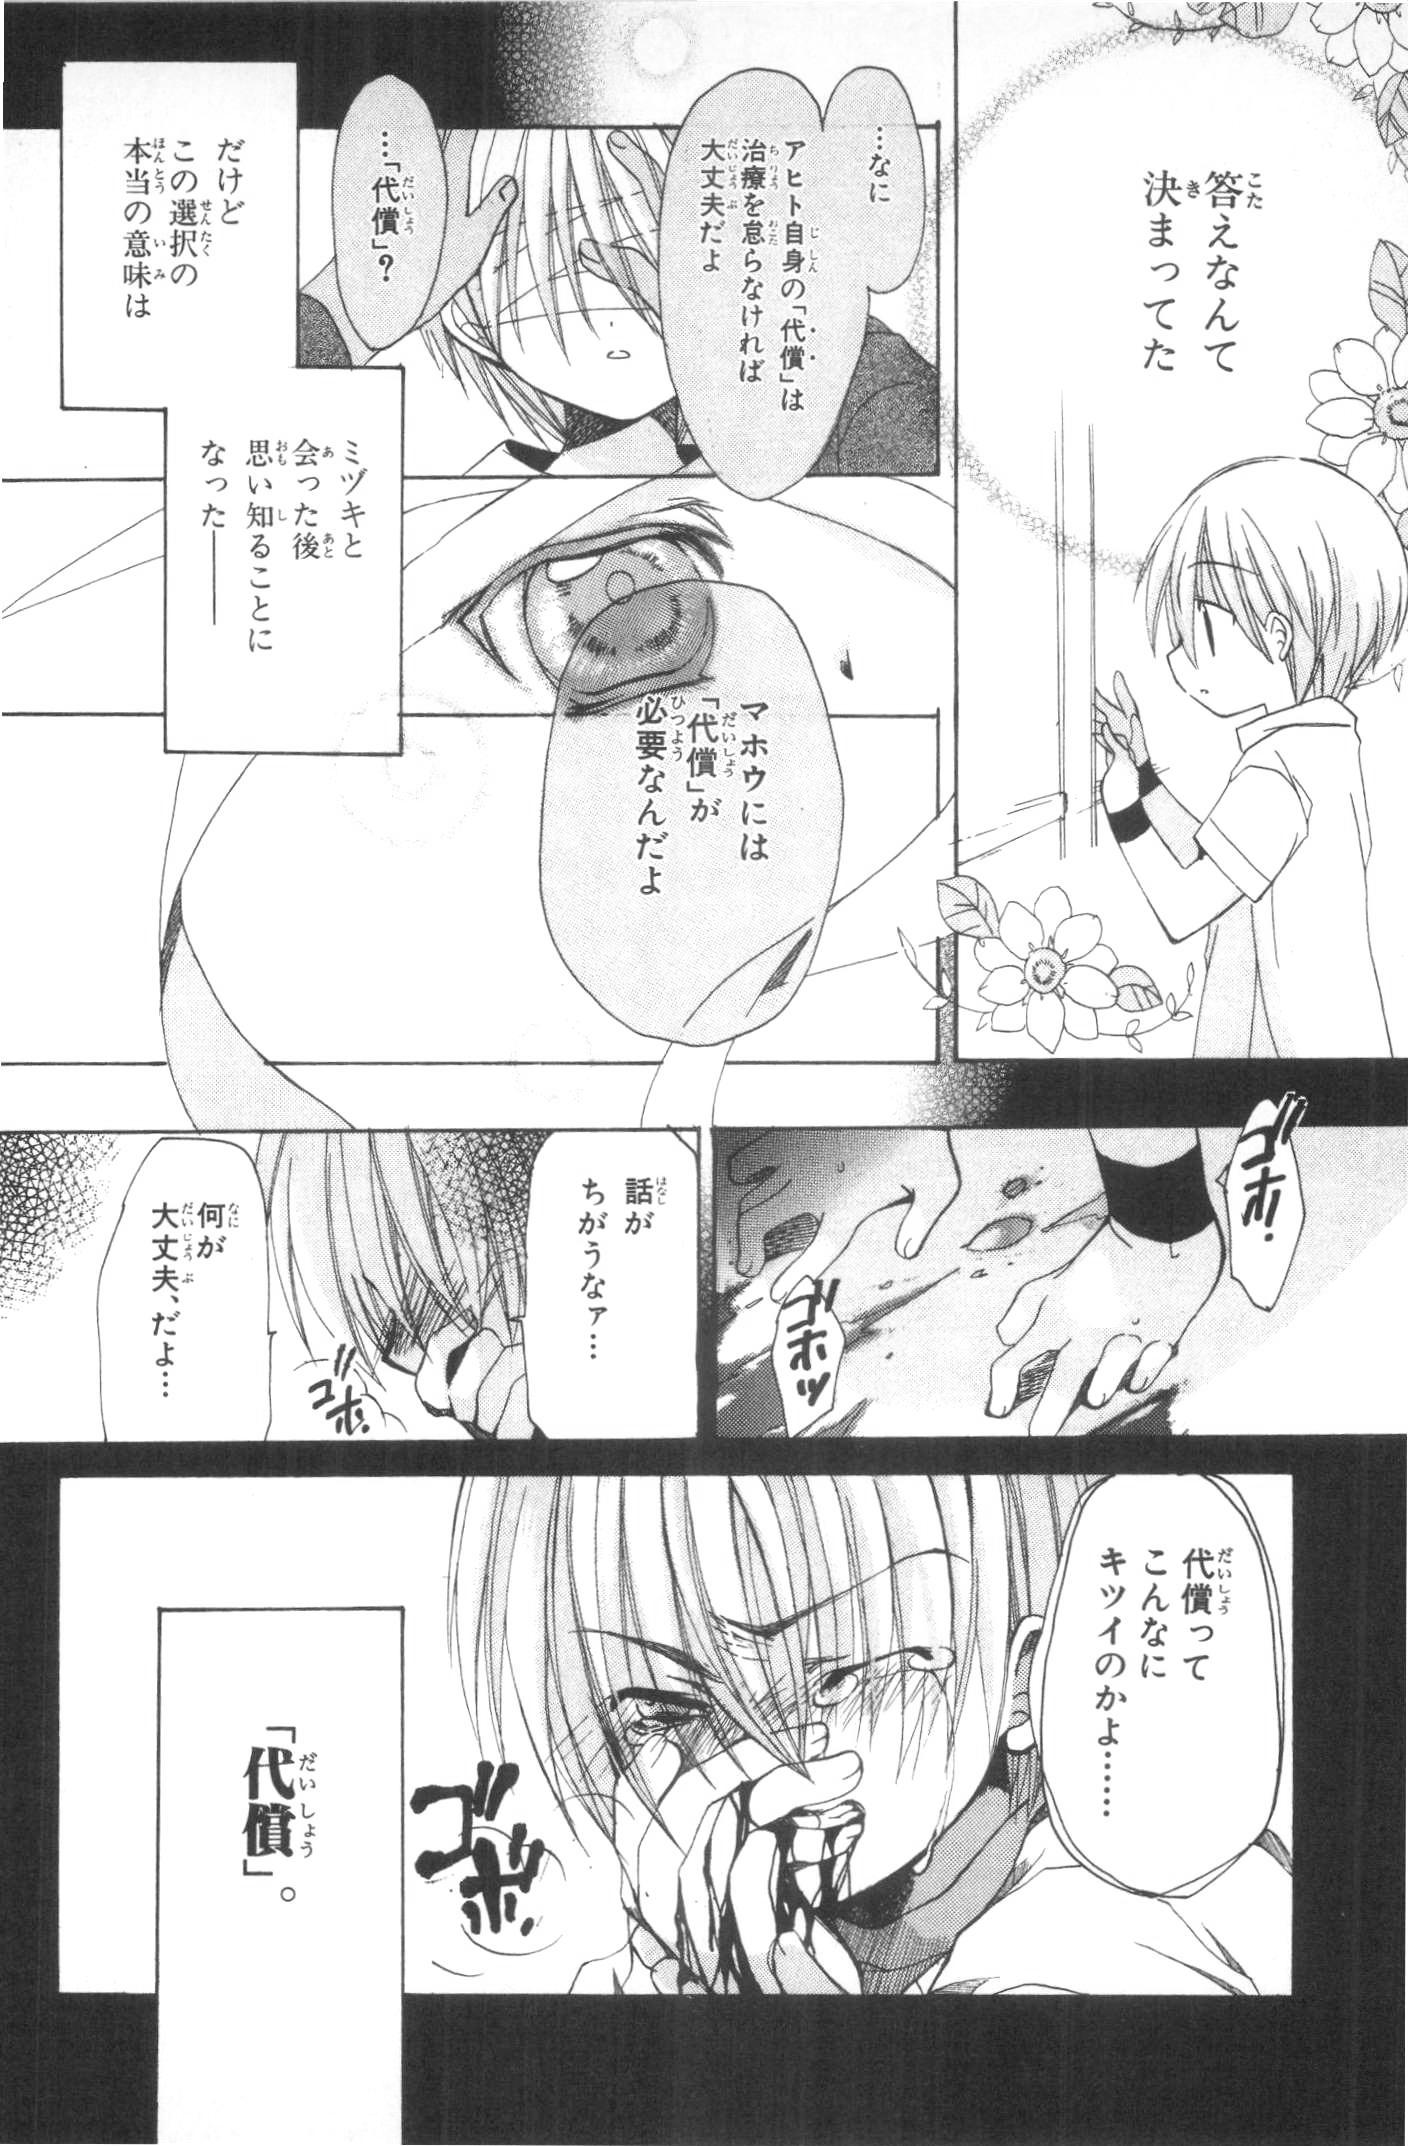 答えなんて
決まってた
…なに
アヒト自身の「代償」は
治療を怠らなければ
大丈夫だよ
…「代償」？
マホウには
「代償」が
必要なんだよ
だけど
この選択の
本当の意味は
ミヅキと
会った後
思い知ることに
なった――
ゴホ！
ゴホッ
話が
ちがうなァ…
ゴホ
何が
大丈夫、だよ…
代償って
こんなに
キツイのかよ……
ゴボ
「代償」。